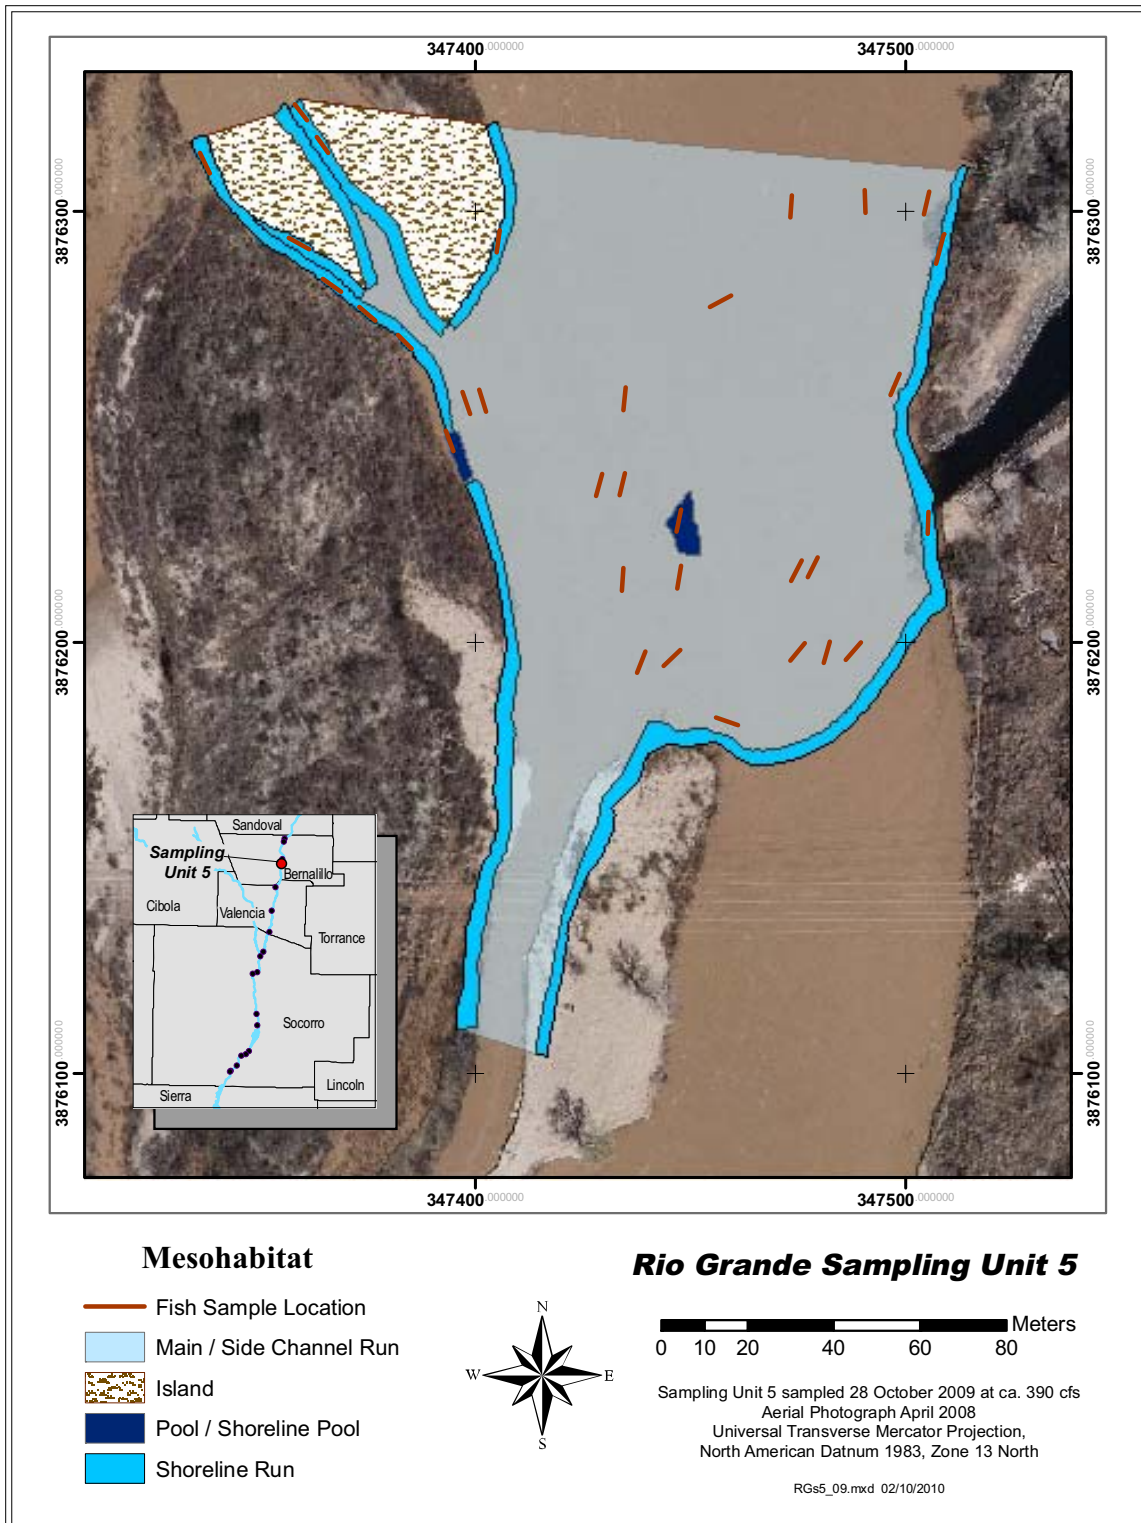 347400.000000
347500.000000
3876300.000000
3876300.000000
3876200.000000
3876200.000000
3876100.000000
3876100.000000
Sandoval
Sampling
Unit 5
Bernalillo
Cibola
Valencia
Torrance
Socorro
Lincoln
Sierra
347400.000000
347500.000000
Mesohabitat
Fish Sample Location
Main / Side Channel Run
Island
Pool / Shoreline Pool
Shoreline Run
N
W
E
S
Rio Grande Sampling Unit 5
Meters
0 10 20 40 60 80
Sampling Unit 5 sampled 28 October 2009 at ca. 390 cfs
Aerial Photograph April 2008
Universal Transverse Mercator Projection,
North American Datnum 1983, Zone 13 North
RGs5_09.mxd 02/10/2010